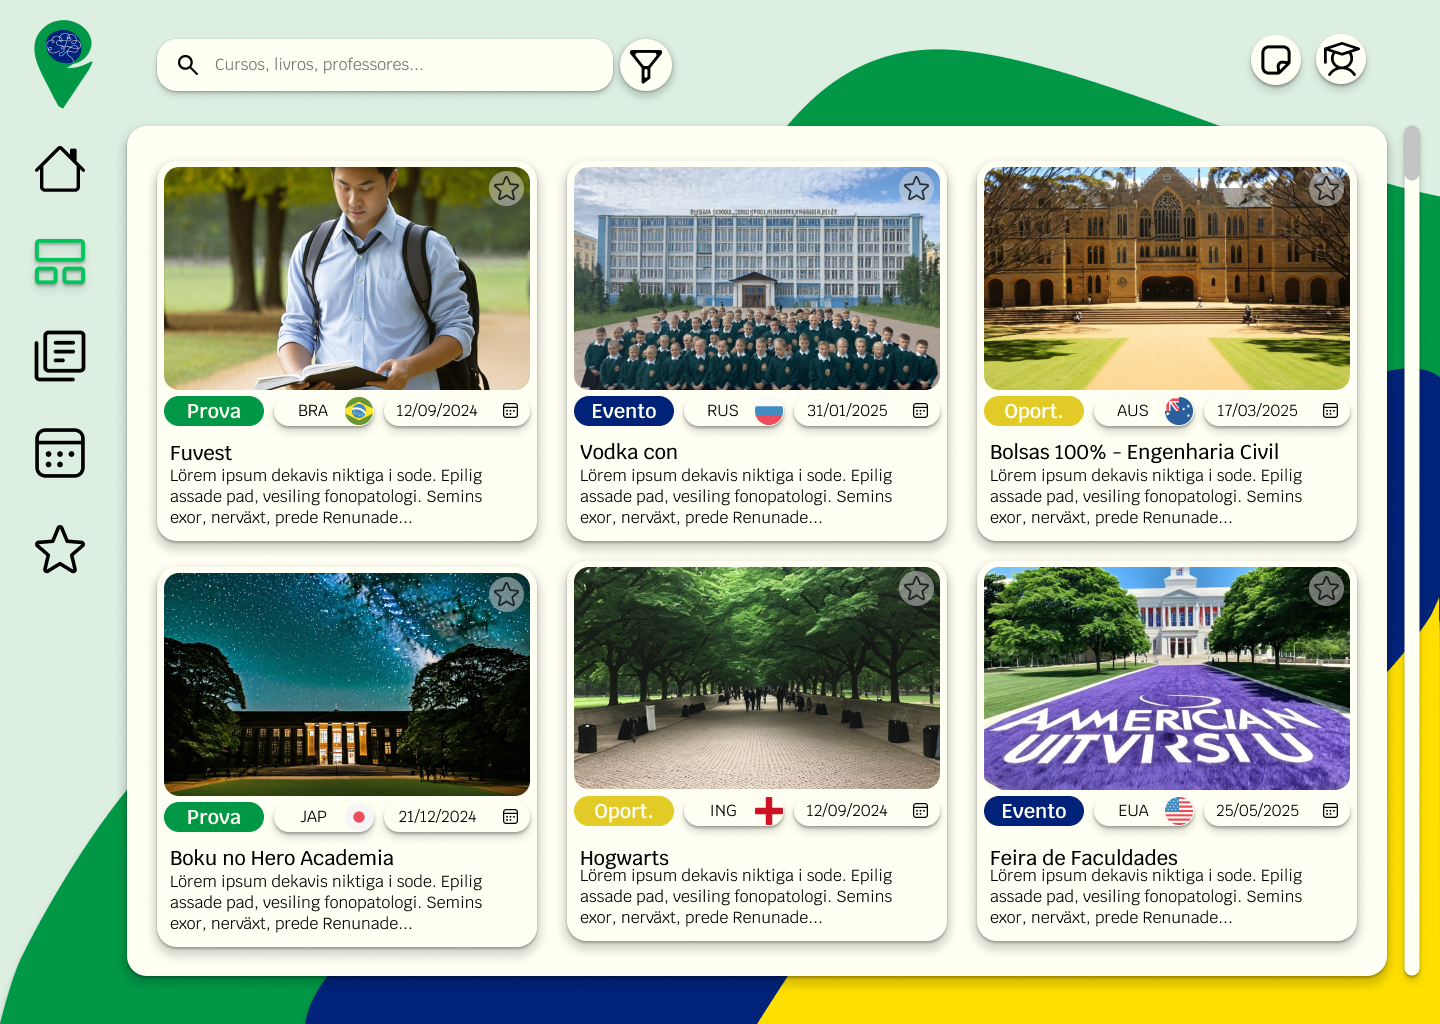 Cursos, livros, professores...
Prova BRA 12/09/2024
Fuvest
Lörem ipsum dekavis niktiga i sode. Epilig
assade pad, vesiling fonopatologi. Semins
exor, nerväxt, prede Renunade...
Evento RUS 31/01/2025
Vodka con
Lörem ipsum dekavis niktiga i sode. Epilig
assade pad, vesiling fonopatologi. Semins
exor, nerväxt, prede Renunade...
Oport. AUS 17/03/2025
Bolsas 100% - Engenharia Civil
Lörem ipsum dekavis niktiga i sode. Epilig
assade pad, vesiling fonopatologi. Semins
exor, nerväxt, prede Renunade...
Prova JAP 21/12/2024
Boku no Hero Academia
Lörem ipsum dekavis niktiga i sode. Epilig
assade pad, vesiling fonopatologi. Semins
exor, nerväxt, prede Renunade...
Oport. ING 12/09/2024
Hogwarts
Lörem ipsum dekavis niktiga i sode. Epilig
assade pad, vesiling fonopatologi. Semins
exor, nerväxt, prede Renunade...
AMERICIAN
Evento EUA 25/05/2025
Feira de Faculdades
Lörem ipsum dekavis niktiga i sode. Epilig
assade pad, vesiling fonopatologi. Semins
exor, nerväxt, prede Renunade...